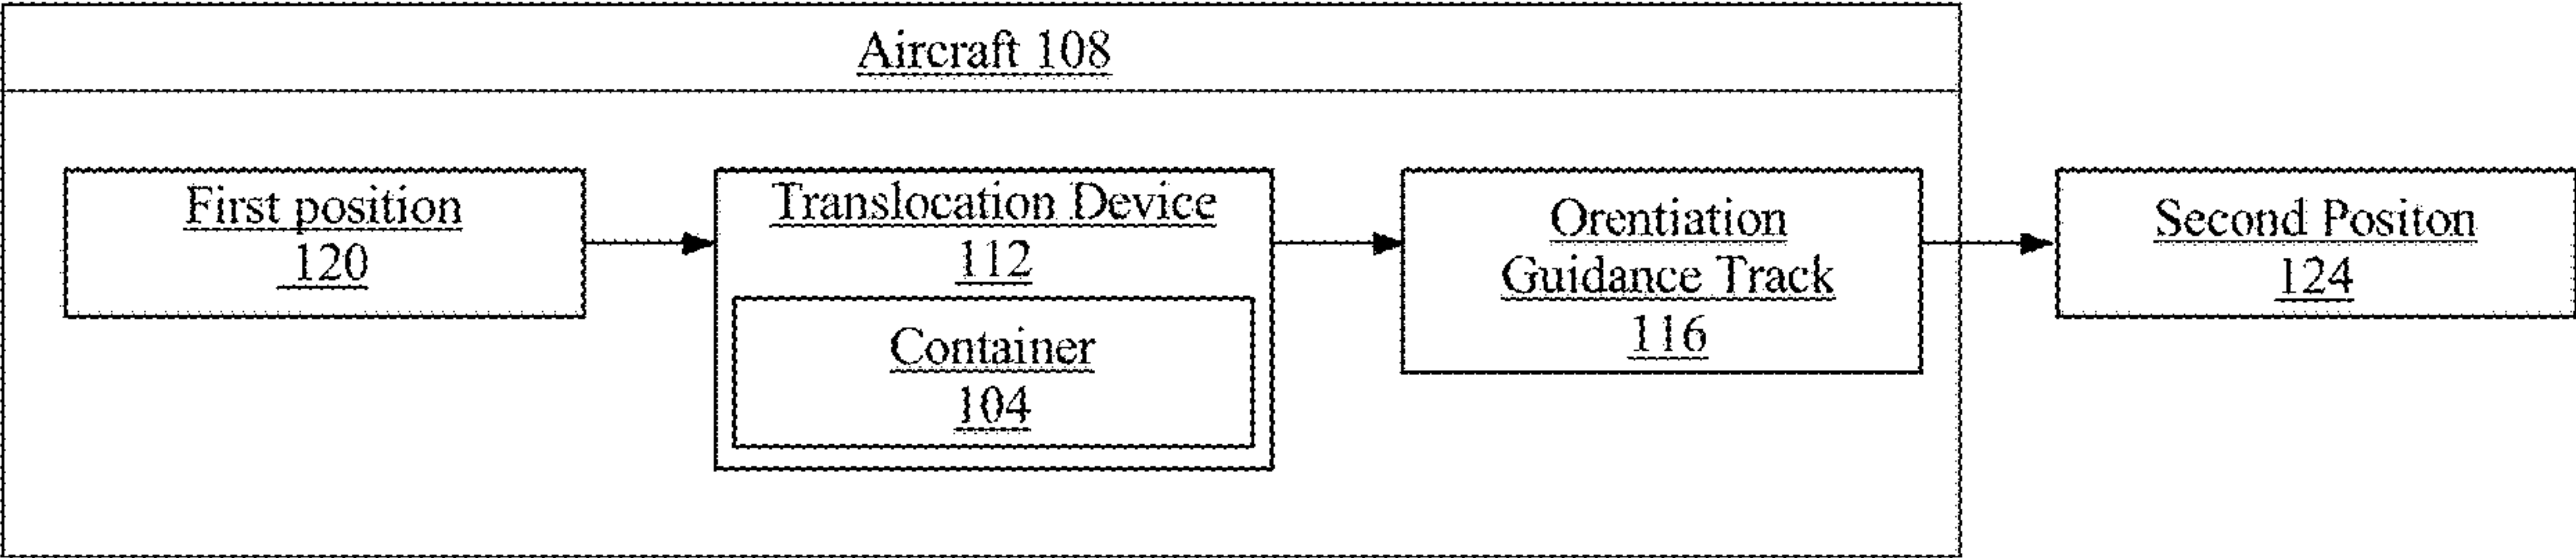 Aircraft 108
First position
120
Translocation Device
112
Container
104
Orentiation
Guidance Track
116
Second Positon
124